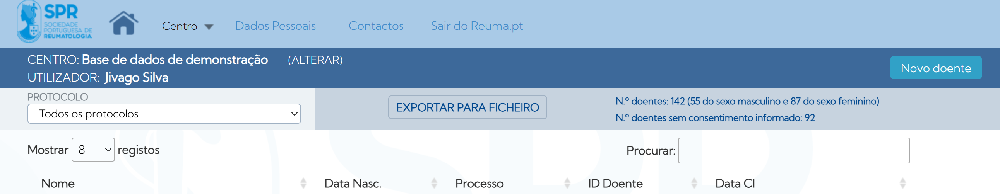 SPR
SOCIEDADE
PORTUGUESA DE
REUMATOLOGIA
Centro
Dados Pessoais
Contactos
Sair do Reuma.pt
CENTRO: Base de dados de demonstração (ALTERAR)
UTILIZADOR: Jivago Silva
Novo doente
PROTOCOLO
Todos os protocolos
EXPORTAR PARA FICHEIRO
N.º doentes: 142 (55 do sexo masculino e 87 do sexo feminino)
N.º doentes sem consentimento informado: 92
Mostrar 8 registos
Procurar:
Nome Data Nasc. Processo ID Doente Data CI